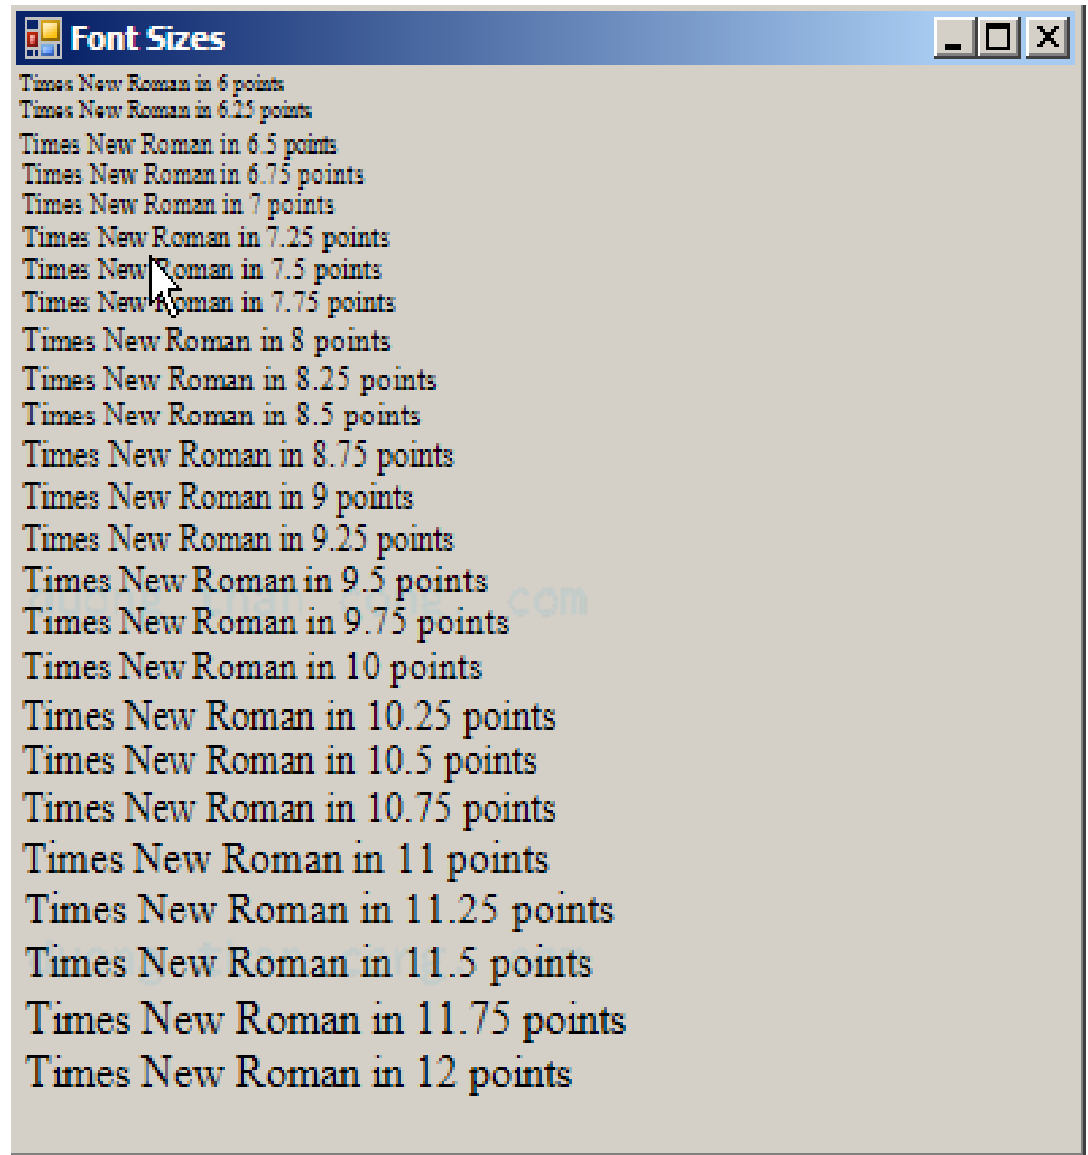 Font Sizes
Times New Roman in 6 points
Times New Roman in 6.25 points
Times New Roman in 6.5 points
Times New Roman in 6.75 points
Times New Roman in 7 points
Times New Roman in 7.25 points
Times New Roman in 7.5 points
Times New Roman in 7.75 points
Times New Roman in 8 points
Times New Roman in 8.25 points
Times New Roman in 8.5 points
Times New Roman in 8.75 points
Times New Roman in 9 points
Times New Roman in 9.25 points
Times New Roman in 9.5 points
duong than cong. com
Times New Roman in 9.75 points
Times New Roman in 10 points
Times New Roman in 10.25 points
Times New Roman in 10.5 points
Times New Roman in 10.75 points
Times New Roman in 11 points
Times New Roman in 11.25 points
duong than cong. com
Times New Roman in 11.5 points
Times New Roman in 11.75 points
Times New Roman in 12 points